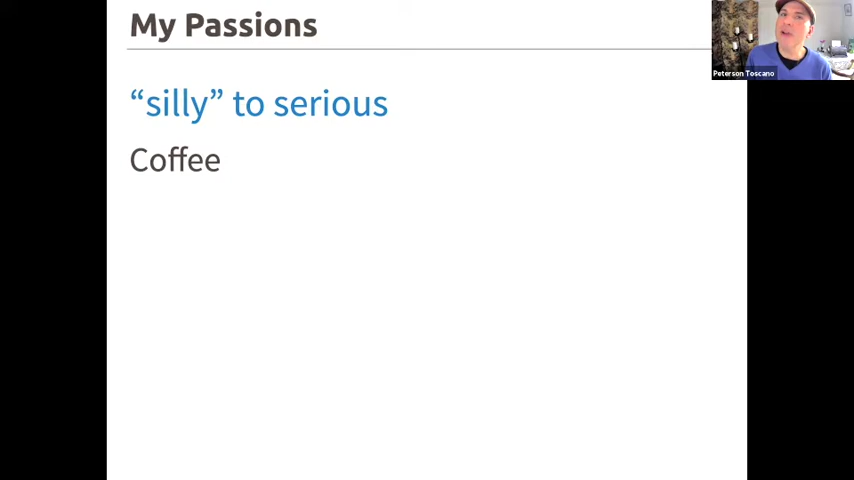 My Passions
Peterson Toscano
“silly” to serious
Coffee